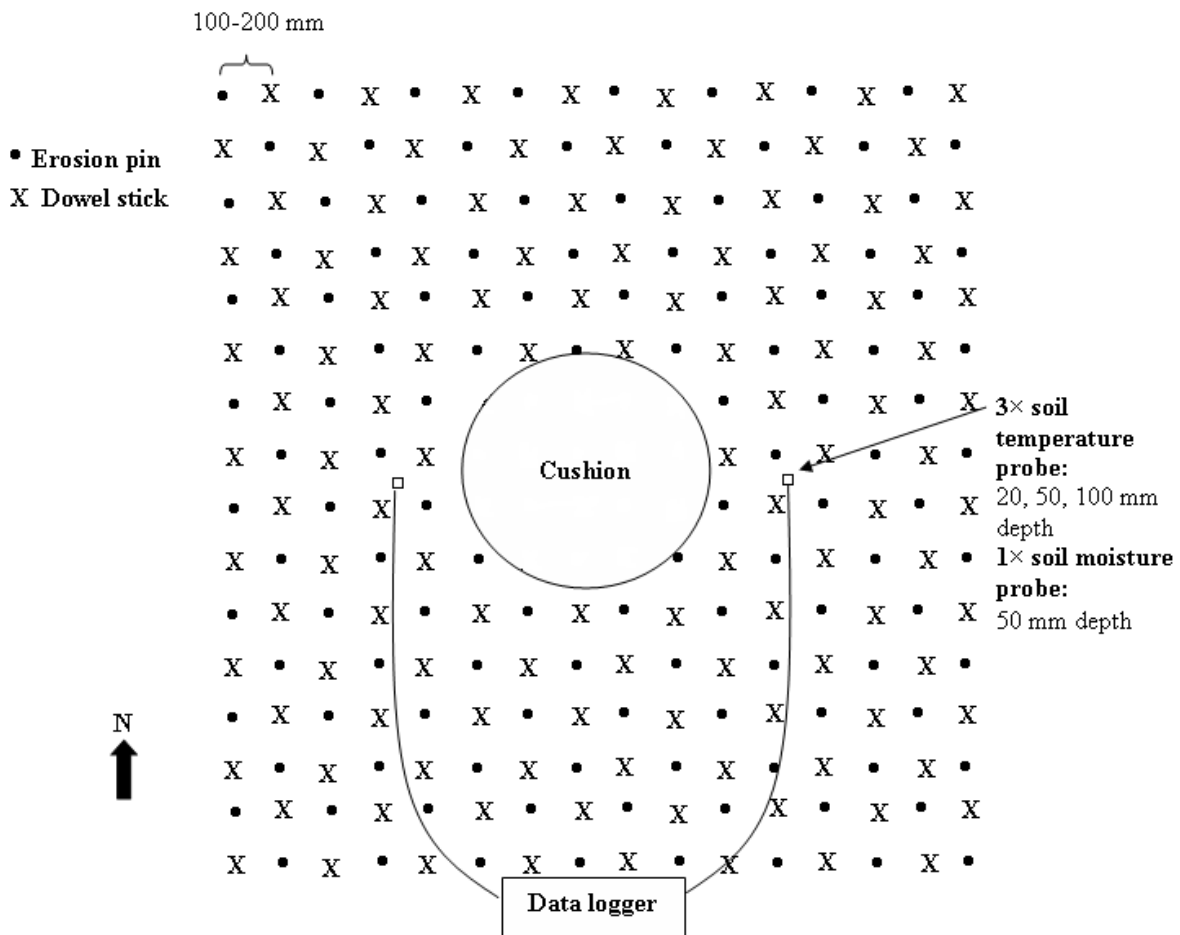 100-200 mm
• Erosion pin
X Dowel stick
Cushion
3× soil
temperature
probe:
20, 50, 100 mm
depth
1× soil moisture
probe:
50 mm depth
N
Data logger